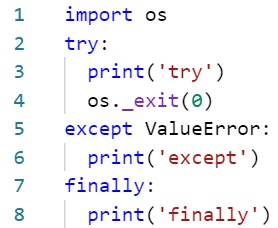 1 import os
2 try:
3   print('try')
4   os._exit(0)
5 except ValueError:
6   print('except')
7 finally:
8   print('finally')